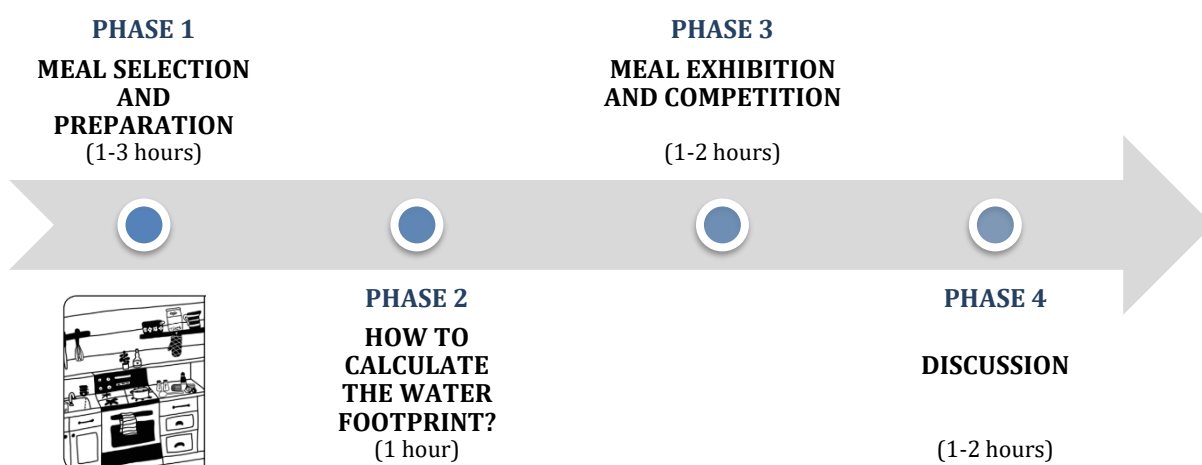 PHASE 1
MEAL SELECTION
AND
PREPARATION
(1-3 hours)
PHASE 2
HOW TO
CALCULATE
THE WATER
FOOTPRINT?
(1 hour)
PHASE 3
MEAL EXHIBITION
AND COMPETITION
(1-2 hours)
PHASE 4
DISCUSSION
(1-2 hours)